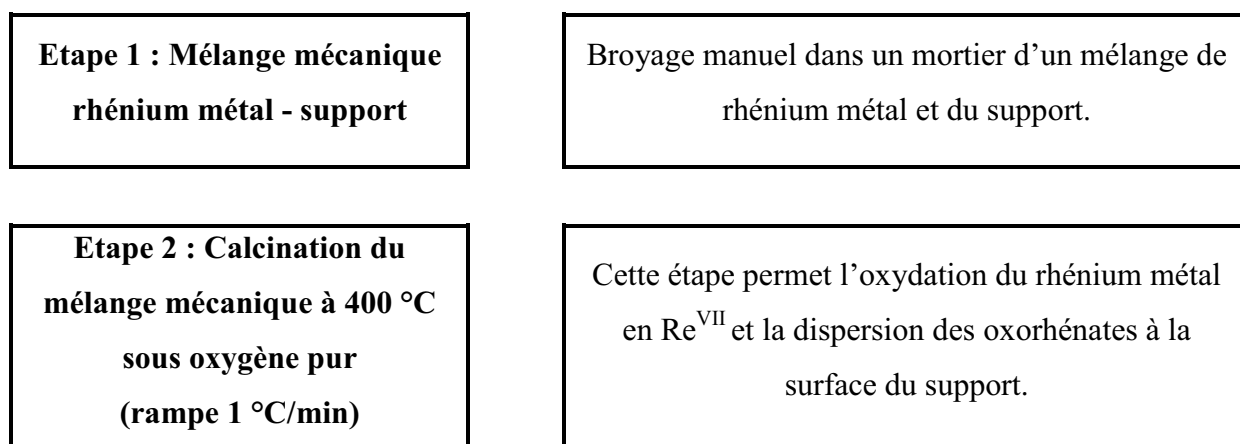 Etape 1 : Mélange mécanique
rhénium métal - support
Broyage manuel dans un mortier d’un mélange de
rhénium métal et du support.
Etape 2 : Calcination du
mélange mécanique à 400 °C
sous oxygène pur
(rampe 1 °C/min)
Cette étape permet l’oxydation du rhénium métal
en Re^VII et la dispersion des oxorhénates à la
surface du support.